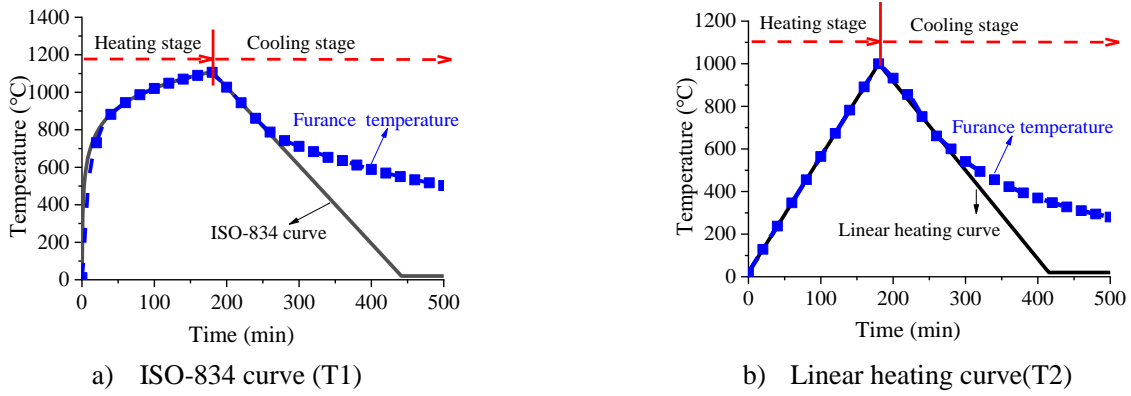 1400
1200
1000
800
600
400
200
0
Temperature (°C)
Heating stage
Cooling stage
Furance temperature
ISO-834 curve
0 100 200 300 400 500
Time (min)
a) ISO-834 curve (T1)
1200
1000
800
600
400
200
0
Temperature (°C)
Heating stage
Cooling stage
Furance temperature
Linear heating curve
0 100 200 300 400 500
Time (min)
b) Linear heating curve(T2)